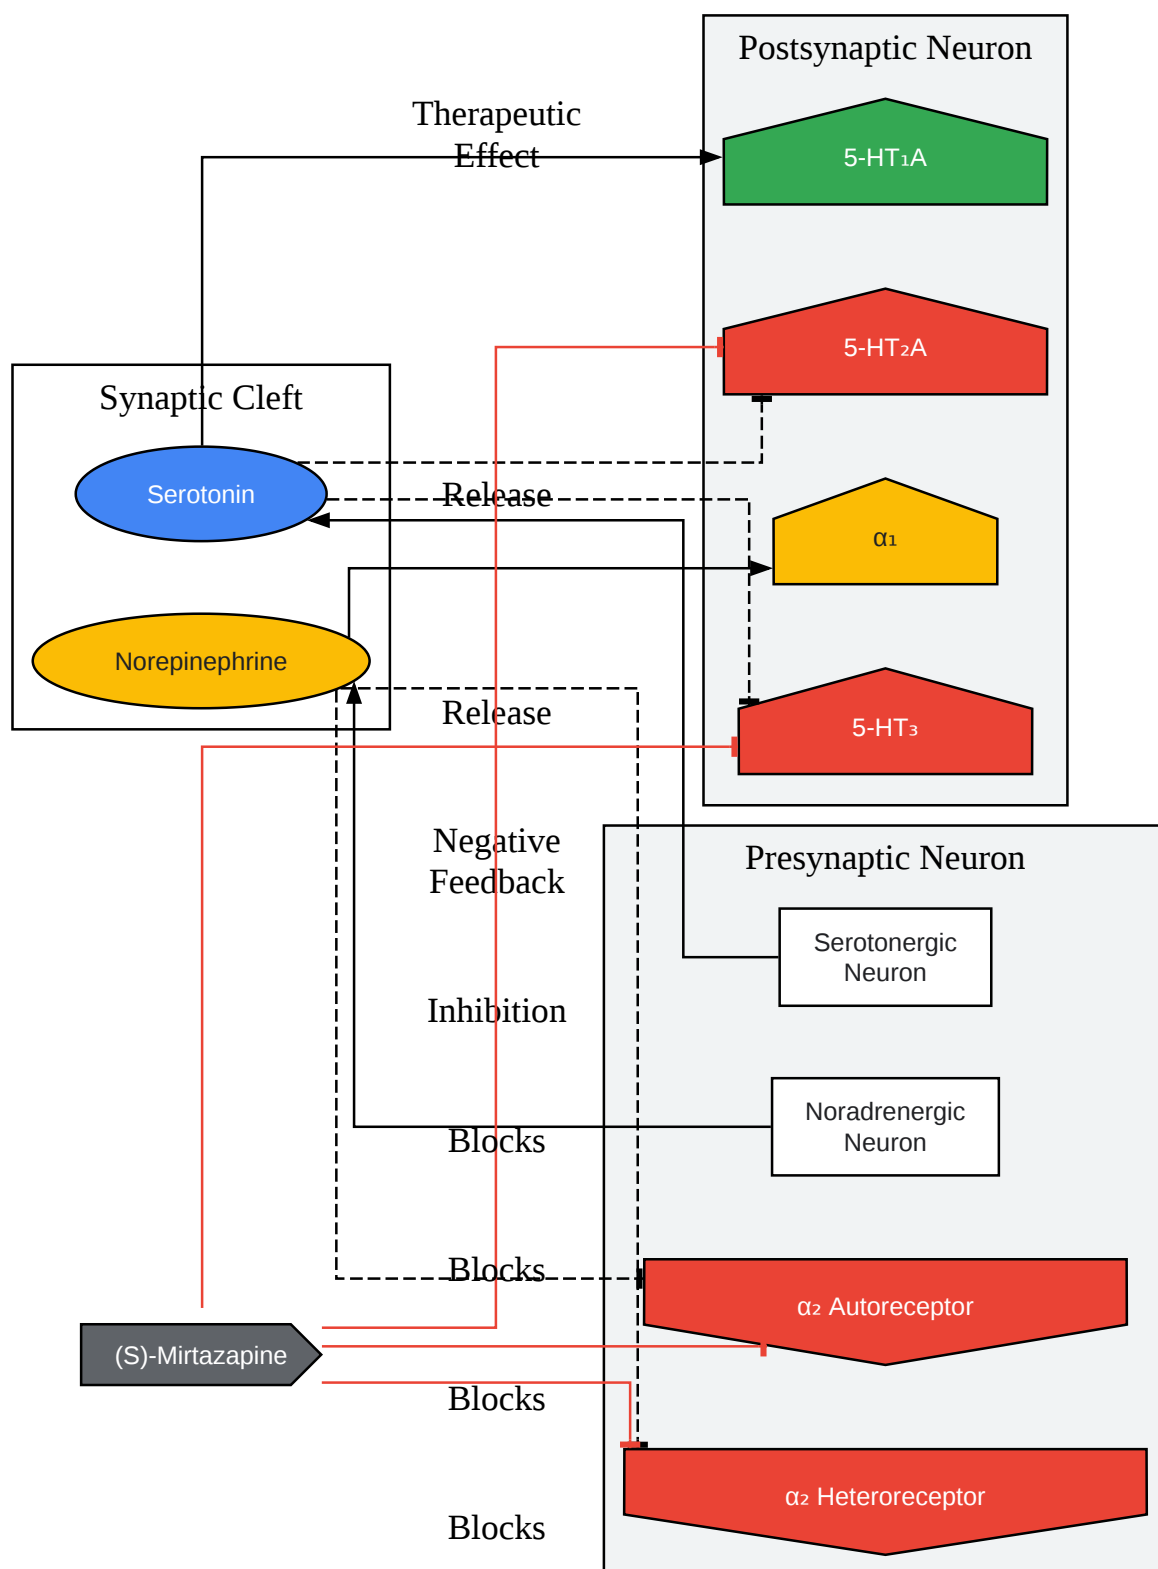 Postsynaptic Neuron
Therapeutic
Effect
5-HT₁A
5-HT₂A
Synaptic Cleft
Serotonin
Release
α₁
Norepinephrine
Release
5-HT₃
Negative
Feedback
Presynaptic Neuron
Serotonergic
Neuron
Inhibition
Noradrenergic
Neuron
Blocks
Blocks
α₂ Autoreceptor
(S)-Mirtazapine
Blocks
α₂ Heteroreceptor
Blocks